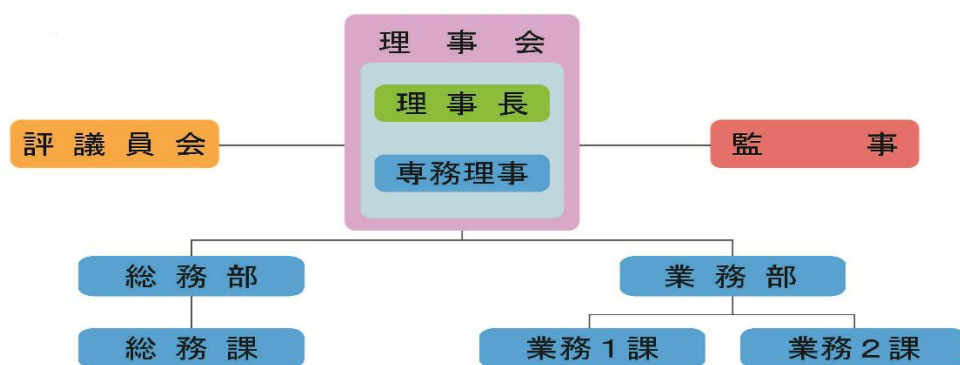 理事会
理事長
評議員会
監事
専務理事
総務部
業務部
総務課
業務1課
業務2課